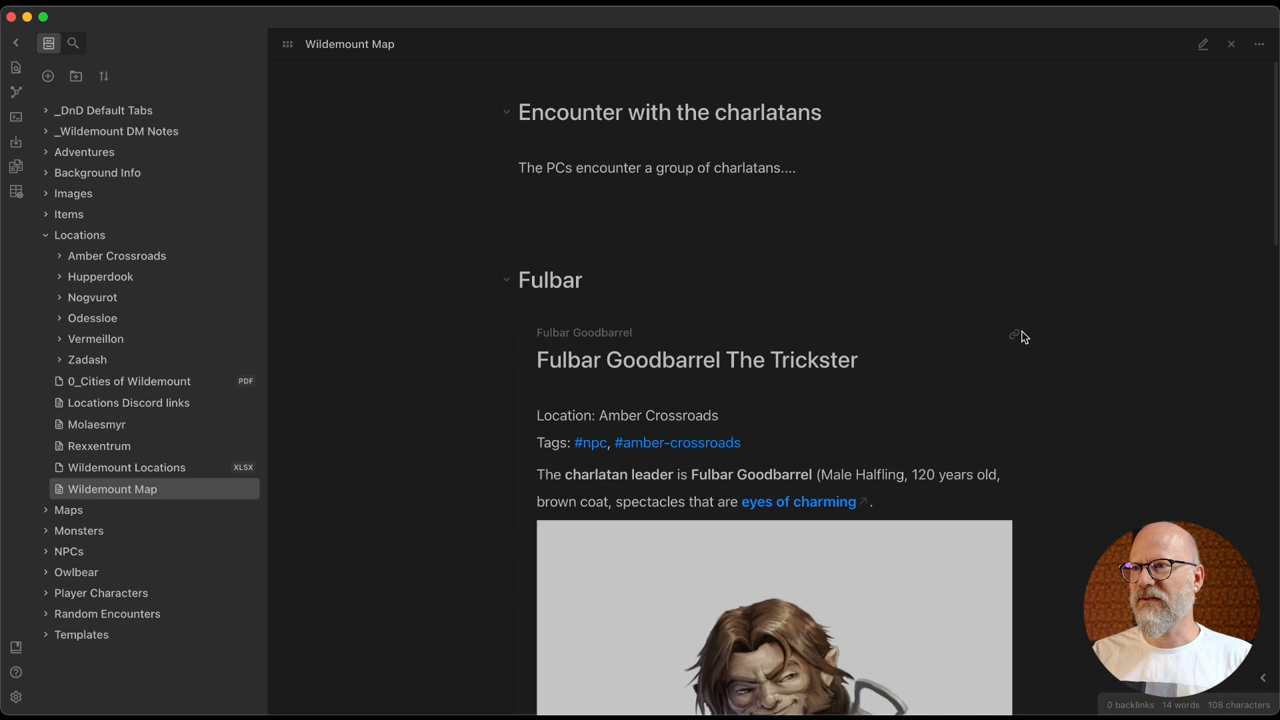 Wildemount Map
_DnD Default Tabs
_Wildemount DM Notes
Adventures
Background Info
Images
Items
Locations
Amber Crossroads
Hupperdook
Nogvurot
Odessloe
Vermeillon
Zadash
0_Cities of Wildemount PDF
Locations Discord links
Molaesmyr
Rexxentrum
Wildemount Locations XLSX
Wildemount Map
Maps
Monsters
NPCs
Owlbear
Player Characters
Random Encounters
Templates
Encounter with the charlatans
The PCs encounter a group of charlatans....
Fulbar
Fulbar Goodbarrel
Fulbar Goodbarrel The Trickster
Location: Amber Crossroads
Tags: #npc, #amber-crossroads
The charlatan leader is Fulbar Goodbarrel (Male Halfling, 120 years old,
brown coat, spectacles that are eyes of charming.
0 backlinks 14 words 108 characters